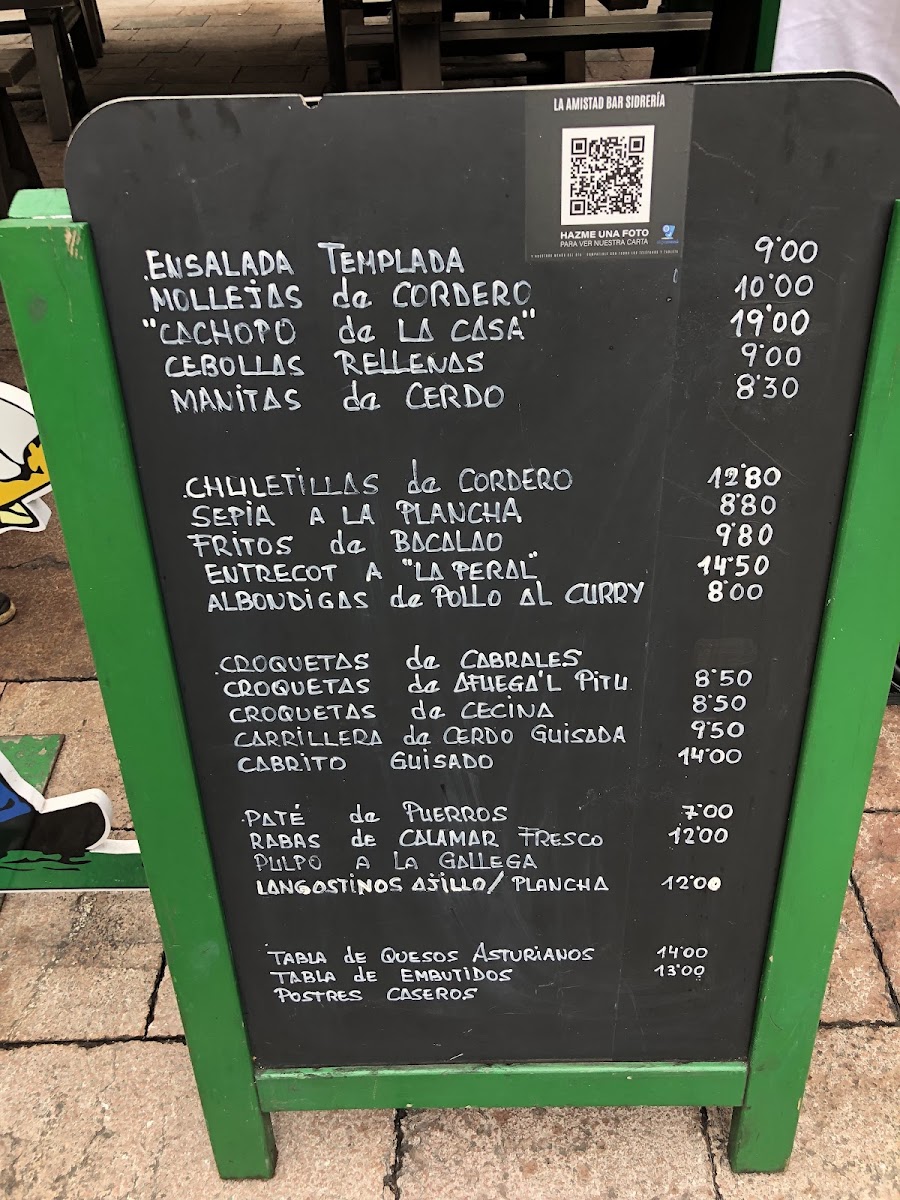 LA AMISTAD BAR SIDRERÍA
HAZME UNA FOTO
PARA VER NUESTRA CARTA
.ENSALADA TEMPLADA 9'00
MOLLEJAS de CORDERO 10'00
"CACHOPO de LA CASA" 19'00
CEBOLLAS RELLENAS 9'00
MANITAS de CERDO 8'30
.CHULETILLAS de CORDERO 12'80
SEPIA A LA PLANCHA 8'80
FRITOS de BACALAO 9'80
ENTRECOT A "LA PERAL" 14'50
ALBONDIGAS de POLLO AL CURRY 8'00
.CROQUETAS de CABRALES
CROQUETAS de AFUEGA'L PITU 8'50
CROQUETAS de CECINA 8'50
CARRILLERA de CERDO GUISADA 9'50
CABRITO GUISADO 14'00
.PATÉ de PUERROS 7'00
RABAS de CALAMAR FRESCO 12'00
PULPO A LA GALLEGA
LANGOSTINOS AJILLO/PLANCHA 12'00
TABLA de QUESOS ASTURIANOS 14'00
TABLA de EMBUTIDOS 13'00
POSTRES CASEROS